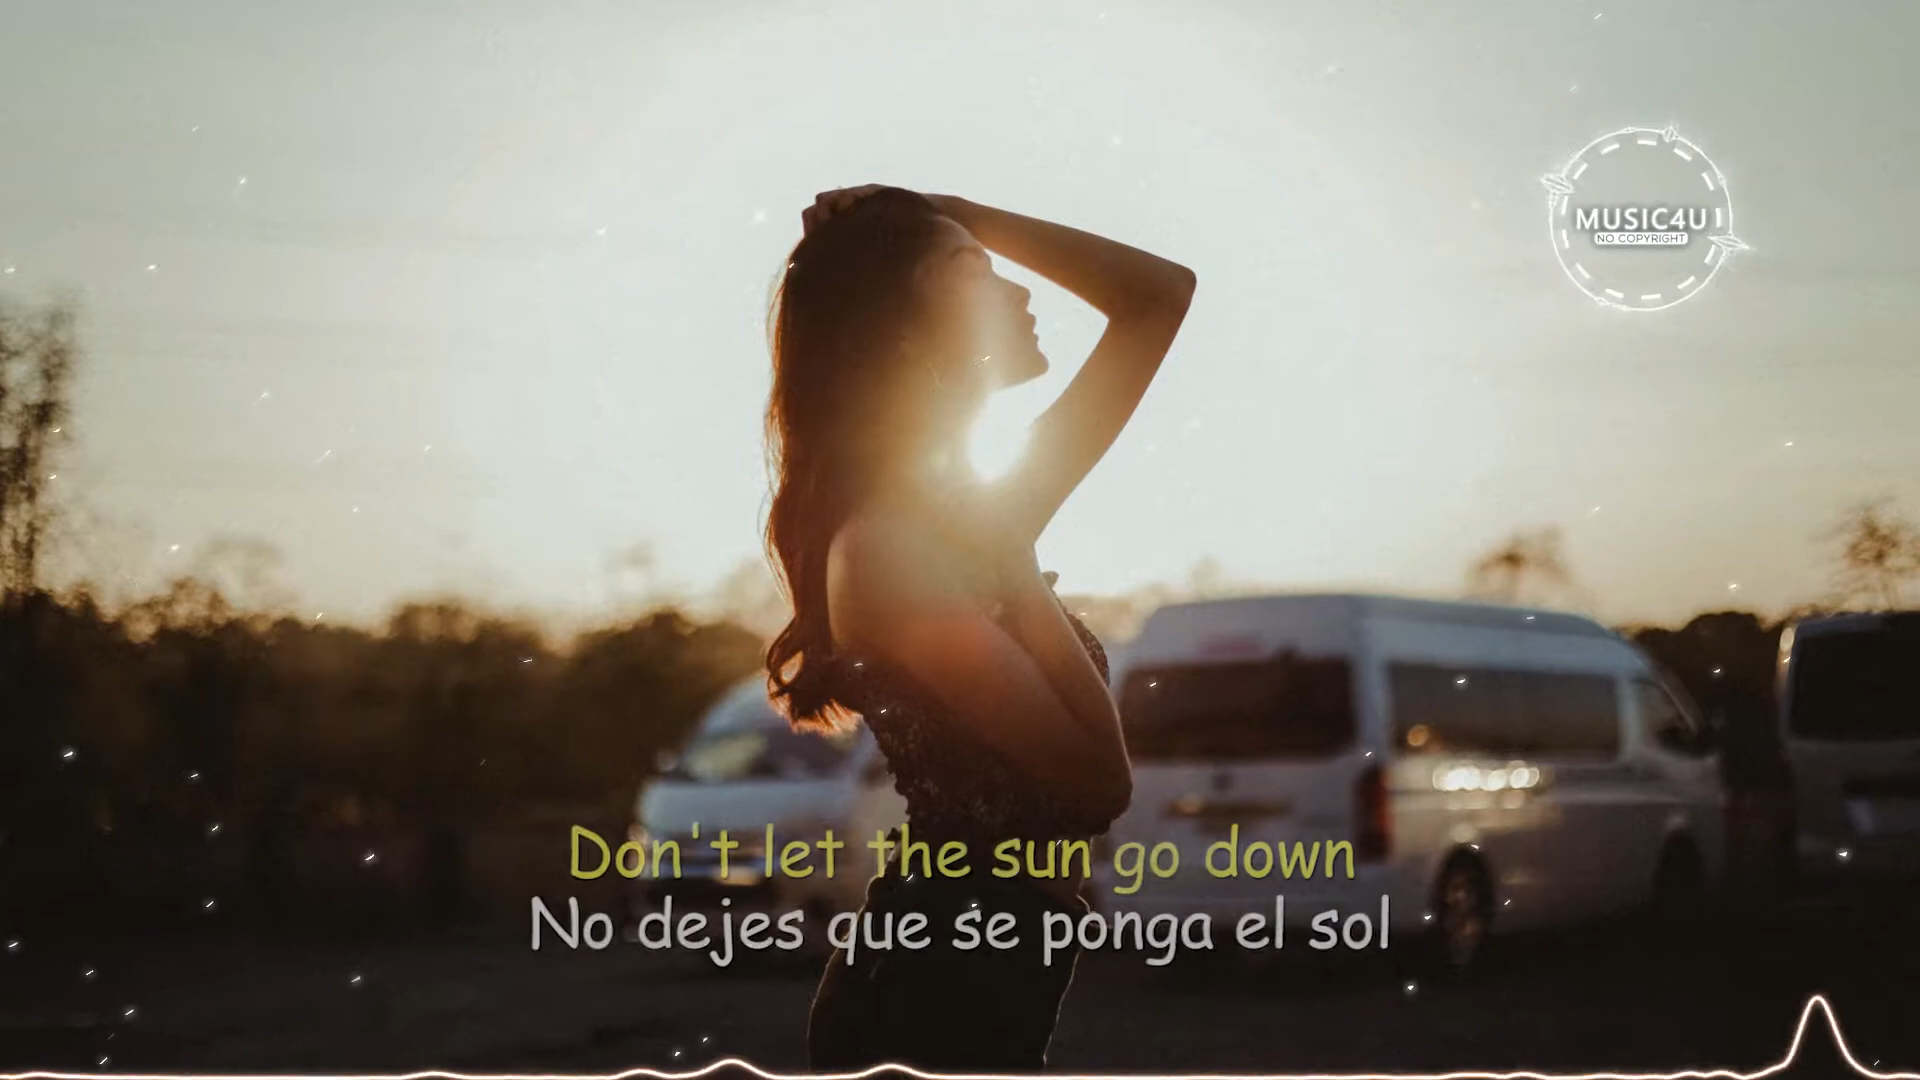 MUSIC4U
NO COPYRIGHT
Don't let the sun go down
No dejes que se ponga el sol